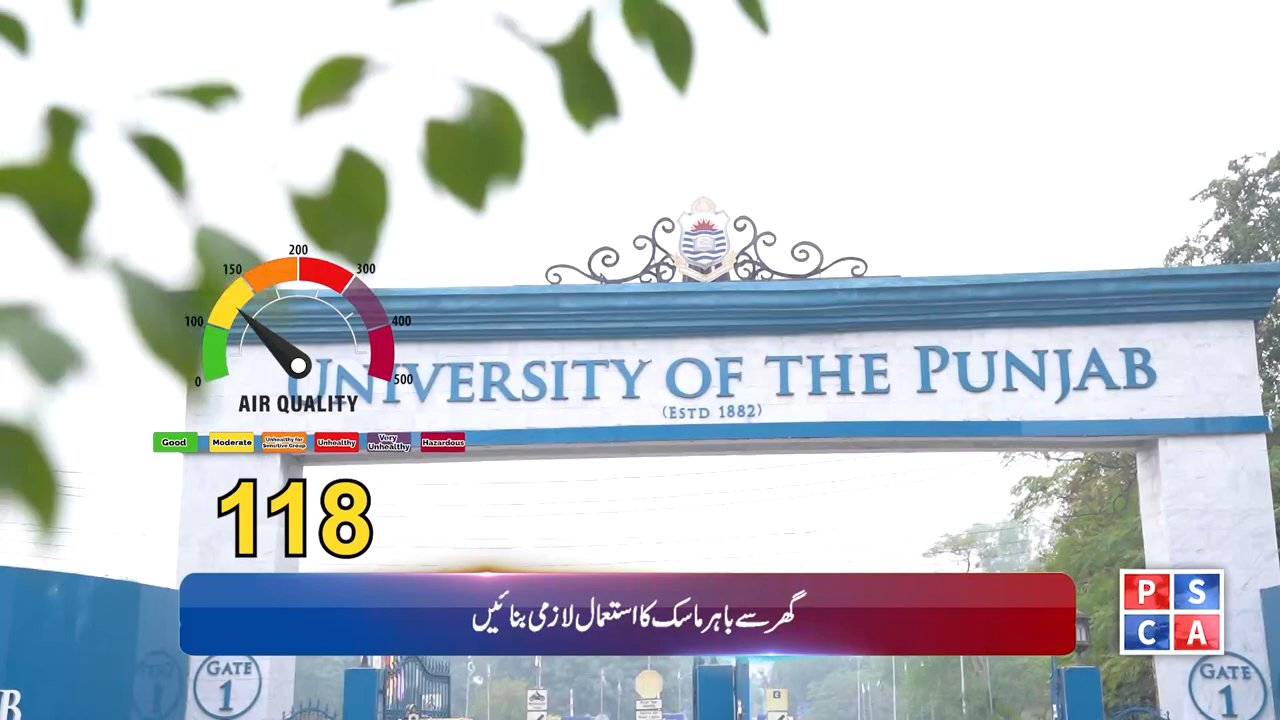 UNIVERSITY OF THE PUNJAB
(ESTD 1882)
200
150
300
100
400
0
500
AIR QUALITY
Good
Moderate
Unhealthy for
Sensitive Group
Unhealthy
Very
Unhealthy
Hazardous
118
گھر سے باہر ماسک کا استعمال لازمی بنائیں
P S
C A
GATE
1
GATE
1
B